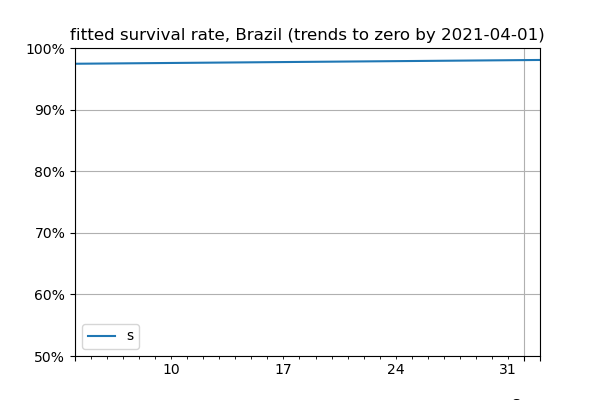 fitted survival rate, Brazil (trends to zero by 2021-04-01)
100%
90%
80%
70%
60%
50%
s
10 17 24 31